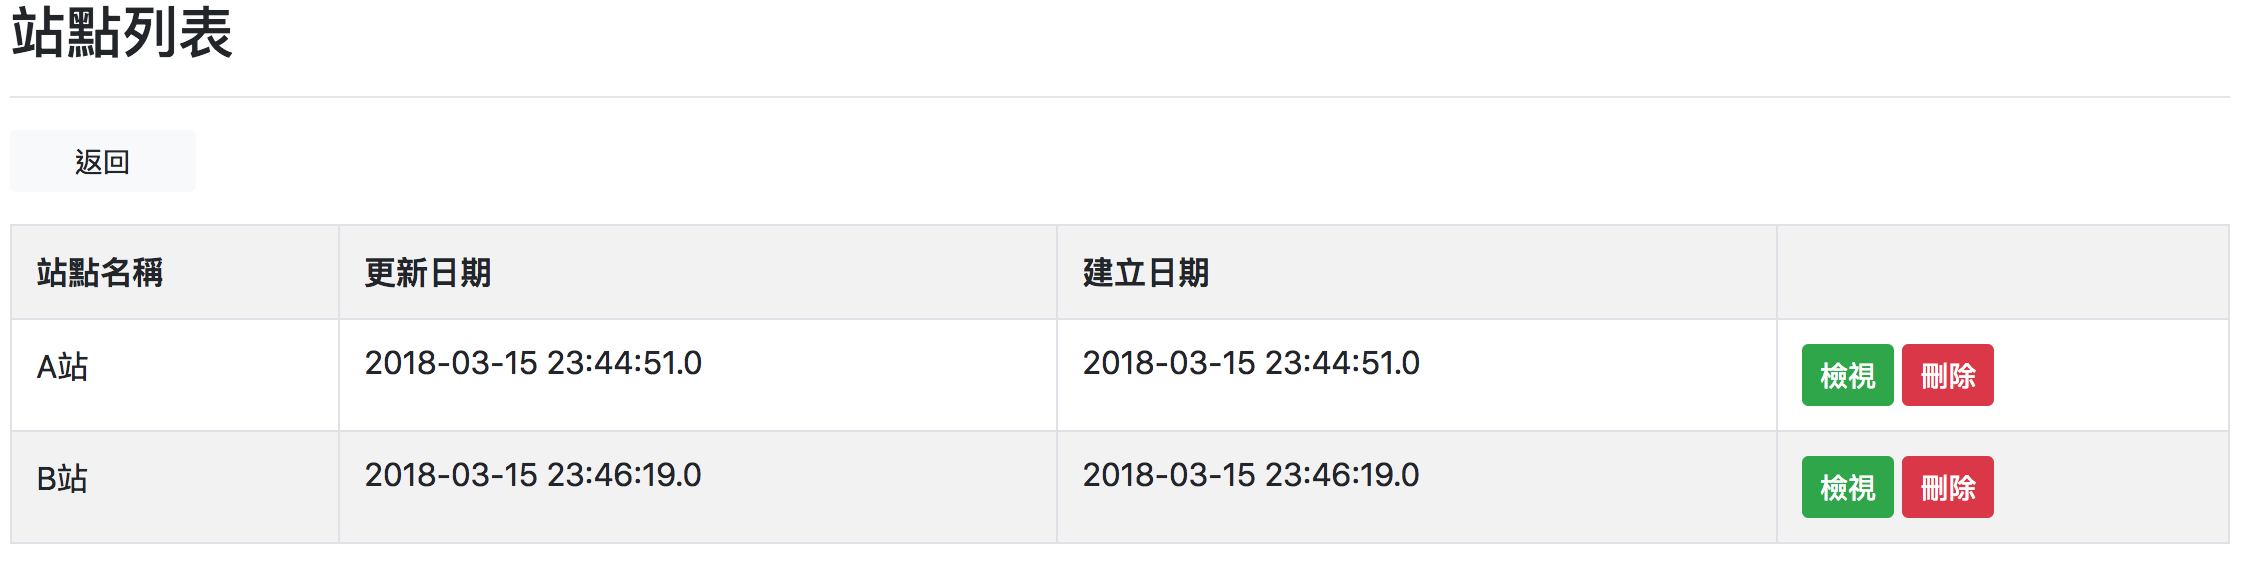 站點列表
返回
站點名稱 更新日期 建立日期
A站 2018-03-15 23:44:51.0 2018-03-15 23:44:51.0 檢視 刪除
B站 2018-03-15 23:46:19.0 2018-03-15 23:46:19.0 檢視 刪除